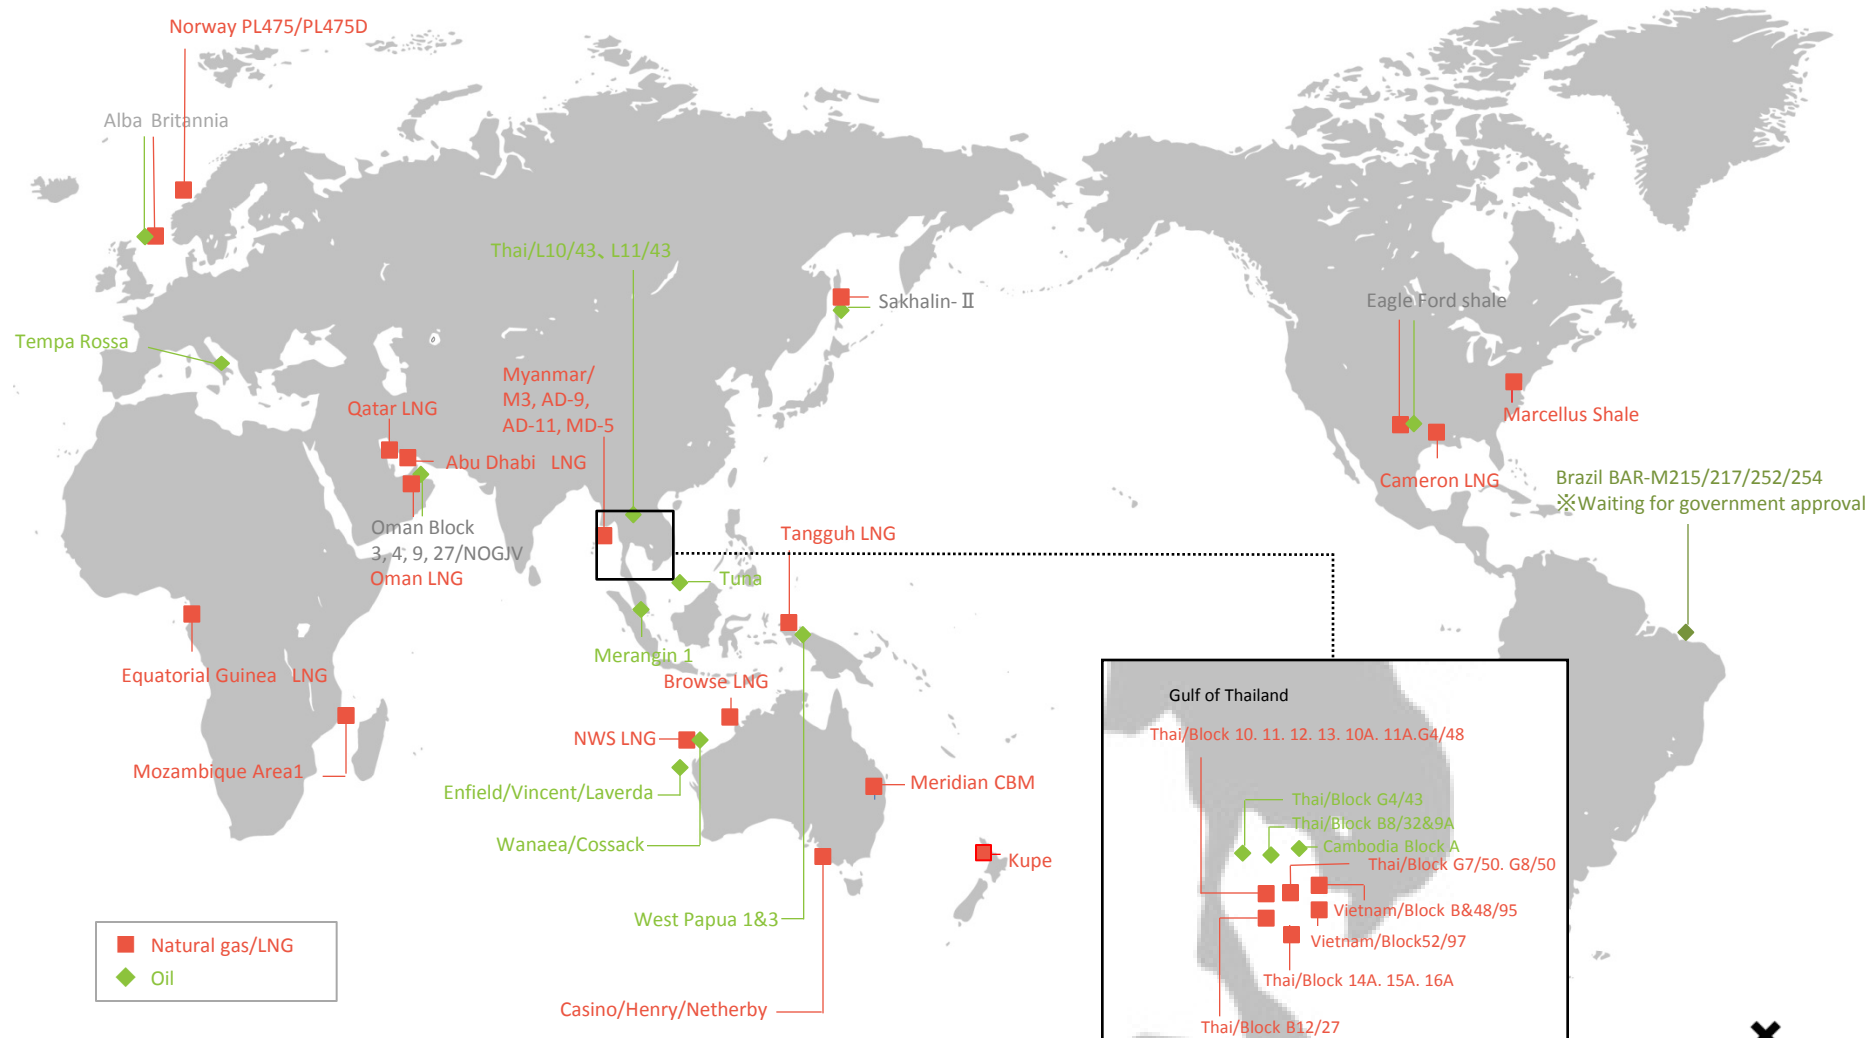 Norway PL475/PL475D
Alba Britannia
Thai/L10/43、L11/43
Sakhalin-Ⅱ
Eagle Ford shale
Tempa Rossa
Myanmar/
M3, AD-9,
AD-11, MD-5
Qatar LNG
Marcellus Shale
Abu Dhabi LNG
Cameron LNG
Brazil BAR-M215/217/252/254
※Waiting for government approval
Oman Block
3, 4, 9, 27/NOGJV
Oman LNG
Tangguh LNG
Tuna
Merangin 1
Equatorial Guinea LNG
Browse LNG
NWS LNG
Mozambique Area1
Enfield/Vincent/Laverda
Meridian CBM
Wanaea/Cossack
Kupe
West Papua 1&3
Casino/Henry/Netherby
Natural gas/LNG
Oil
Gulf of Thailand
Thai/Block 10. 11. 12. 13. 10A. 11A.G4/48
Thai/Block G4/43
Thai/Block B8/32&9A
Cambodia Block A
Thai/Block G7/50. G8/50
Vietnam/Block B&48/95
Vietnam/Block52/97
Thai/Block 14A. 15A. 16A
Thai/Block B12/27